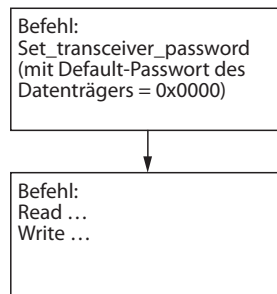 Befehl:
Set_transceiver_password
(mit Default-Passwort des
Datenträgers = 0x0000)
Befehl:
Read …
Write …